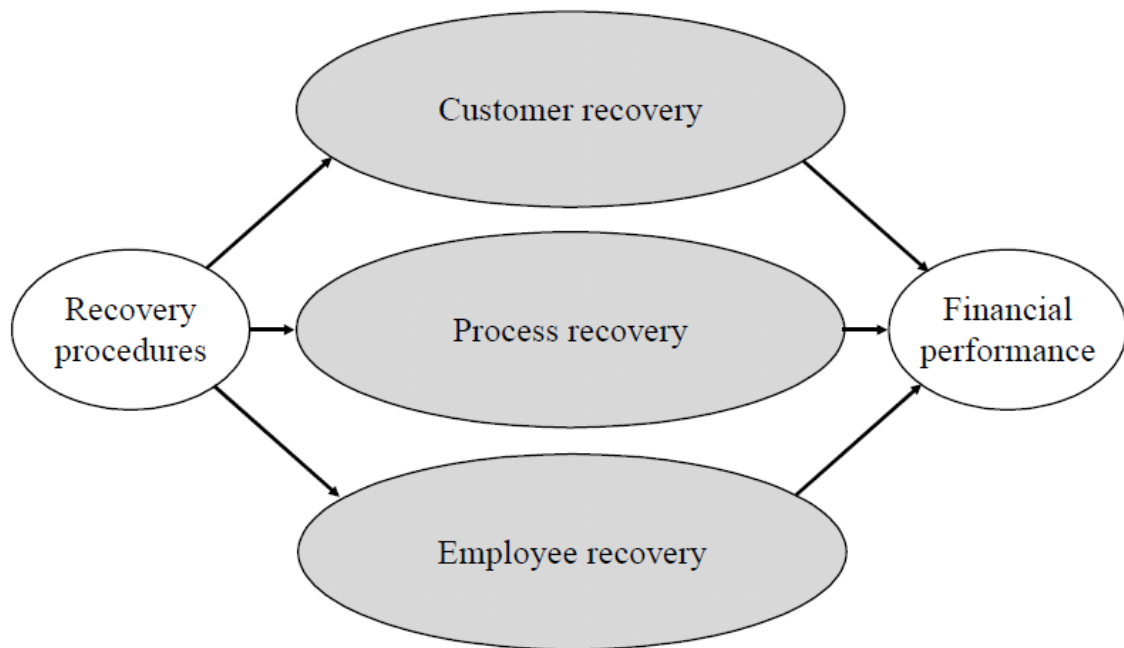 Customer recovery
Recovery
procedures
Process recovery
Financial
performance
Employee recovery